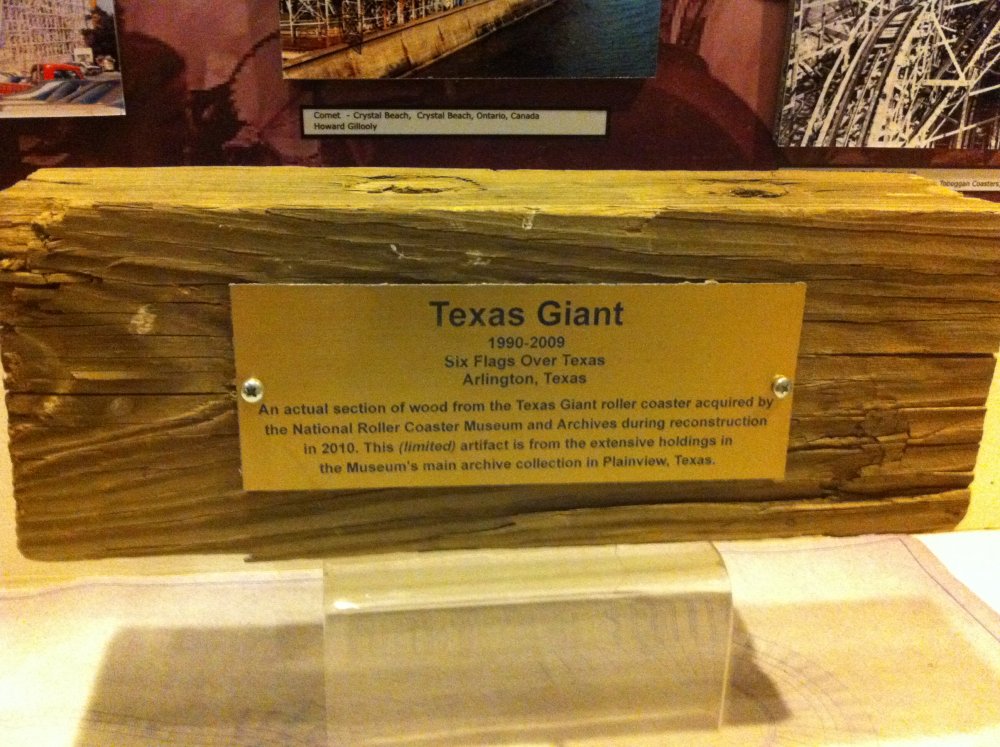 Comet - Crystal Beach, Crystal Beach, Ontario, Canada
Howard Gillooly
Toboggan Coasters
Texas Giant
1990-2009
Six Flags Over Texas
Arlington, Texas
An actual section of wood from the Texas Giant roller coaster acquired by
the National Roller Coaster Museum and Archives during reconstruction
in 2010. This (limited) artifact is from the extensive holdings in
the Museum's main archive collection in Plainview, Texas.